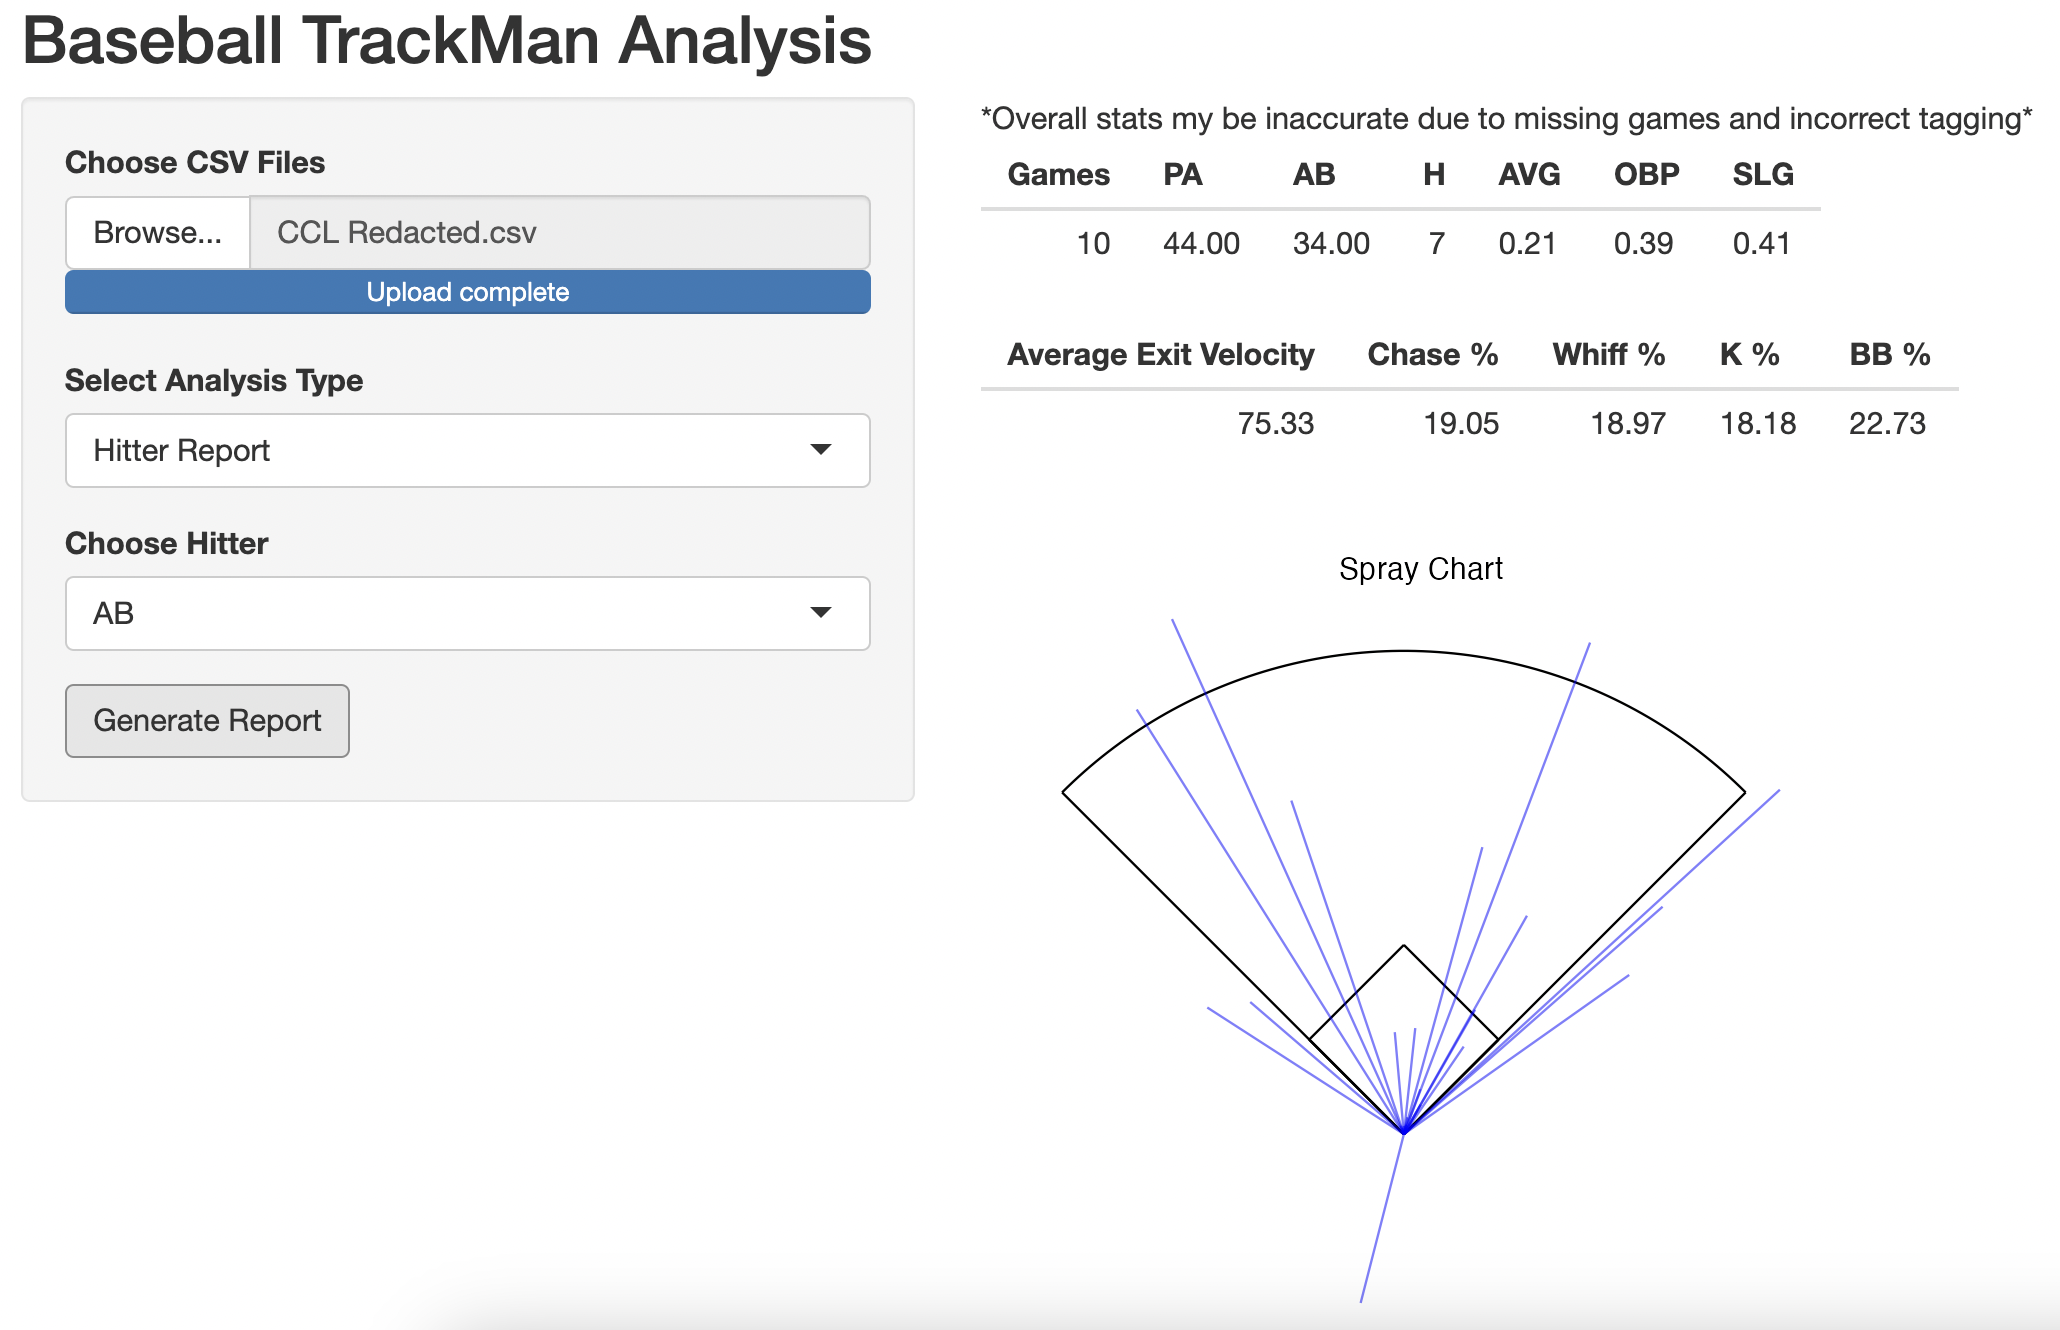 Baseball TrackMan Analysis
Choose CSV Files
Browse... CCL Redacted.csv
Upload complete
Select Analysis Type
Hitter Report
Choose Hitter
AB
Generate Report
*Overall stats my be inaccurate due to missing games and incorrect tagging*
Games PA AB H AVG OBP SLG
10 44.00 34.00 7 0.21 0.39 0.41
Average Exit Velocity Chase % Whiff % K % BB %
75.33 19.05 18.97 18.18 22.73
Spray Chart